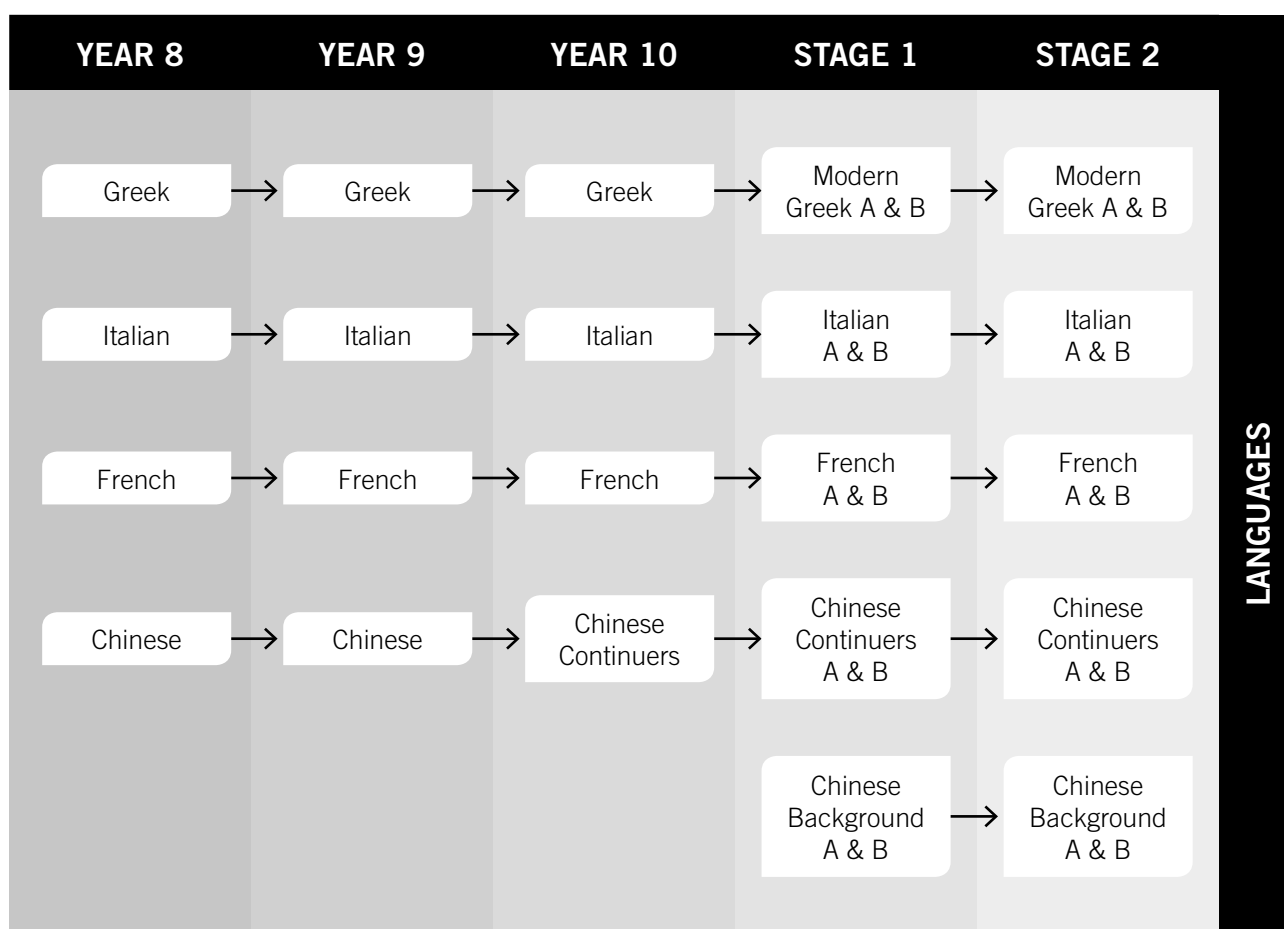 YEAR 8 YEAR 9 YEAR 10 STAGE 1 STAGE 2
Greek
Greek
Greek
Modern
Greek A & B
Modern
Greek A & B
Italian
Italian
Italian
Italian
A & B
Italian
A & B
French
French
French
French
A & B
French
A & B
Chinese
Chinese
Chinese
Continuers
Chinese
Continuers
A & B
Chinese
Continuers
A & B
Chinese
Background
A & B
Chinese
Background
A & B
LANGUAGES